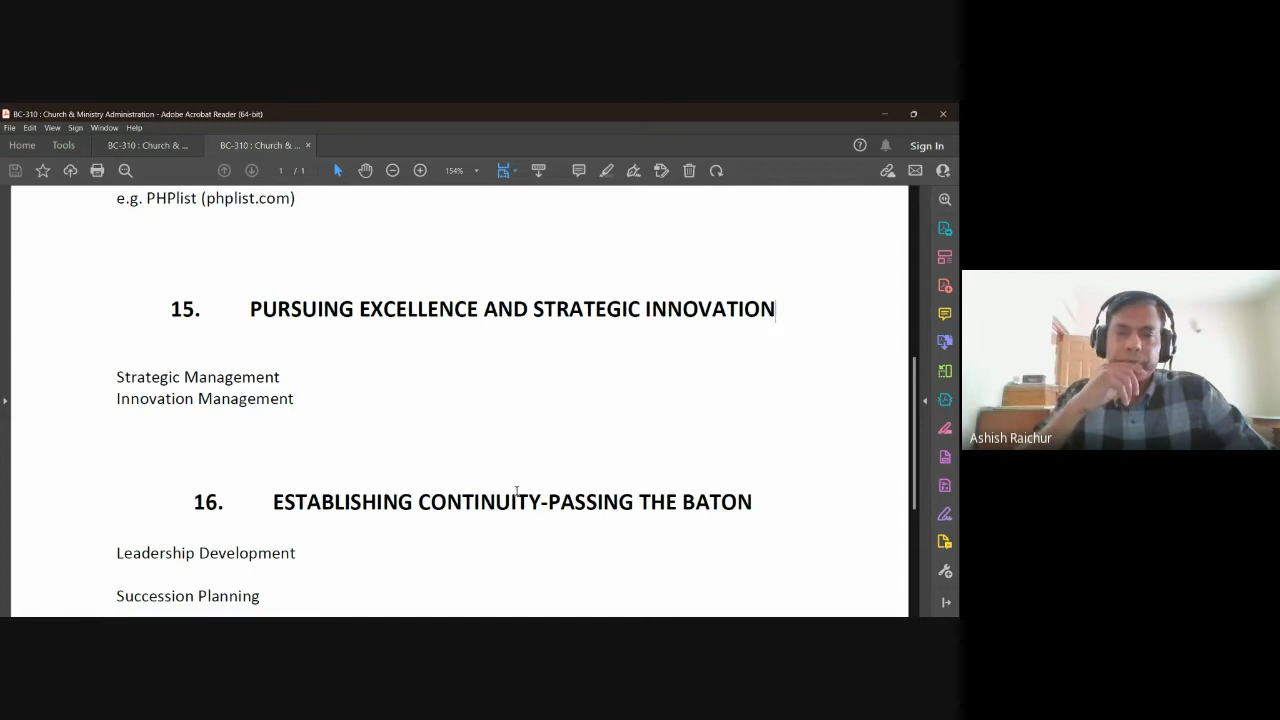 BC-310 : Church & Ministry Administration - Adobe Acrobat Reader (64-bit)
File Edit View Sign Window Help
Home Tools BC-310 : Church & ... BC-310 : Church & ... × Sign In
1 / 1 154%
e.g. PHPlist (phplist.com)
15. PURSUING EXCELLENCE AND STRATEGIC INNOVATION
Strategic Management
Innovation Management
16. ESTABLISHING CONTINUITY-PASSING THE BATON
Leadership Development
Succession Planning
Ashish Raichur